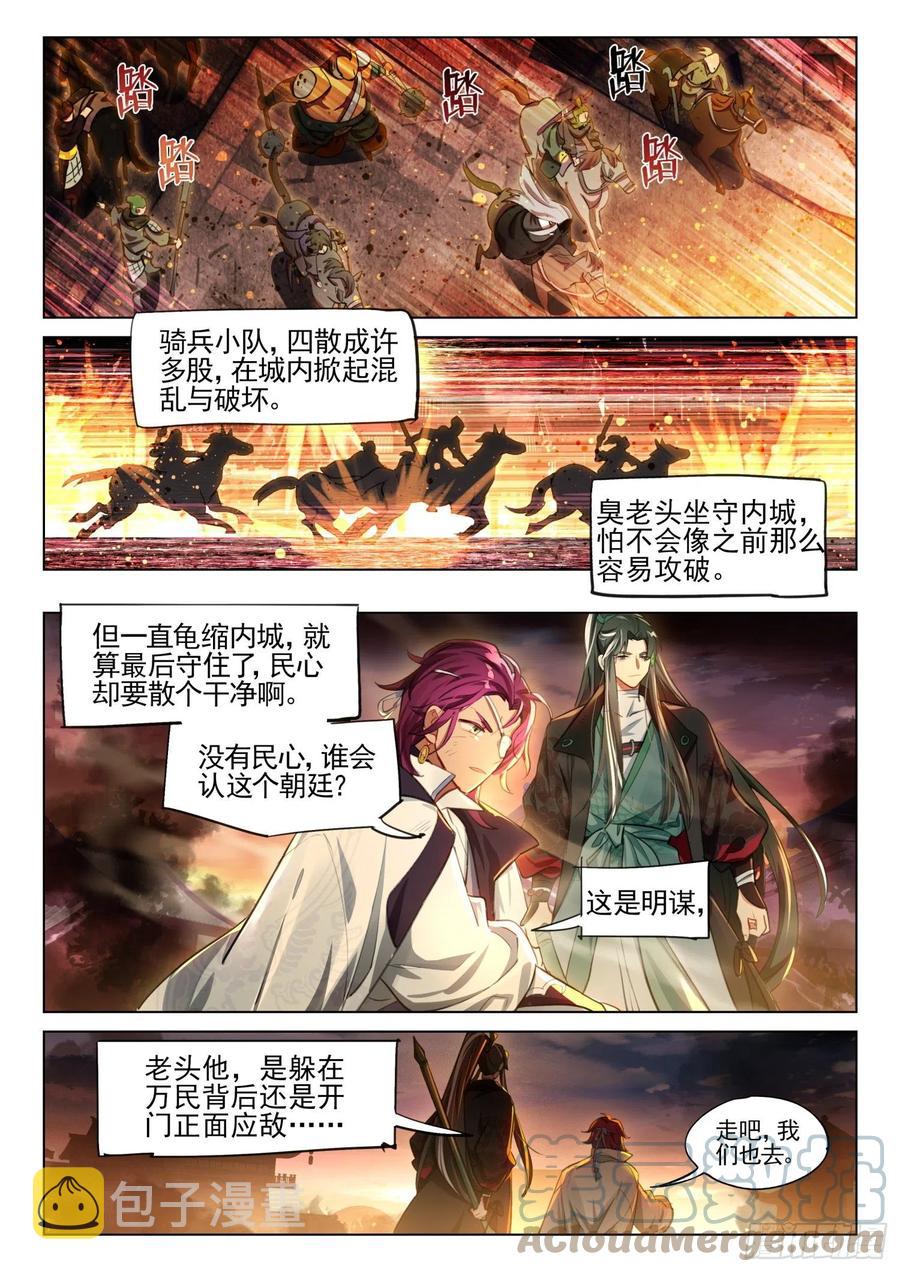 踏
踏
踏
踏
踏
骑兵小队，四散成许
多股，在城内掀起混
乱与破坏。
臭老头坐守内城，
怕不会像之前那么
容易攻破。
但一直龟缩内城，就
算最后守住了，民心
却要散个干净啊。
没有民心，谁会
认这个朝廷？
这是明谋，
老头他，是躲在
万民背后还是开
门正面应敌……
走吧，我
们也去。
包子漫畫
AcloudMerge.com